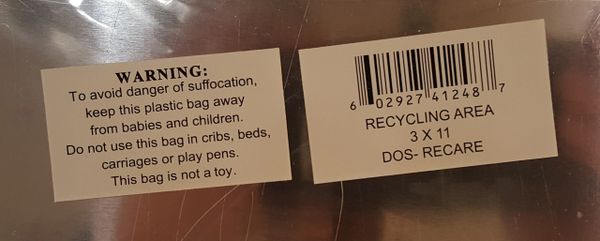 WARNING:
To avoid danger of suffocation,
keep this plastic bag away
from babies and children.
Do not use this bag in cribs, beds,
carriages or play pens.
This bag is not a toy.
6 02927 41248 7
RECYCLING AREA
3 X 11
DOS- RECARE